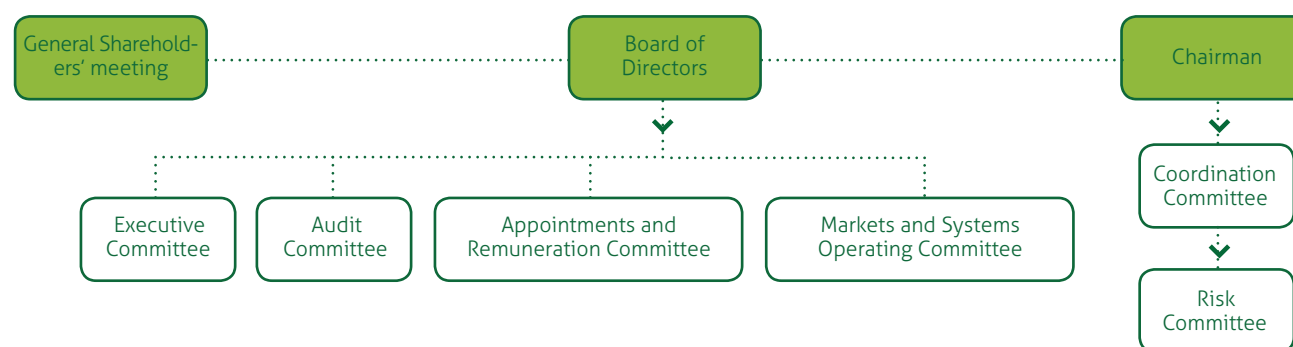 General Sharehold-
ers' meeting
Board of
Directors
Chairman
Executive
Committee
Audit
Committee
Appointments and
Remuneration Committee
Markets and Systems
Operating Committee
Coordination
Committee
Risk
Committee